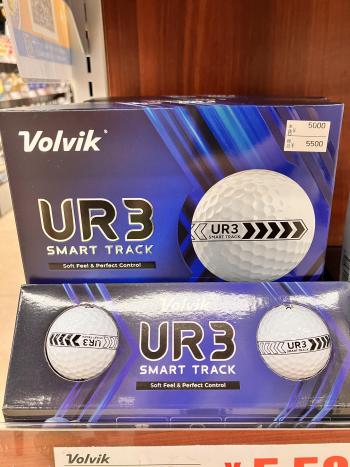 5000
5500
Volvik
UR3
SMART TRACK
Soft Feel & Perfect Control
UR3
SMART TRACK
Volvik
UR3
SMART TRACK
Soft Feel & Perfect Control
UR3
UR3
Volvik